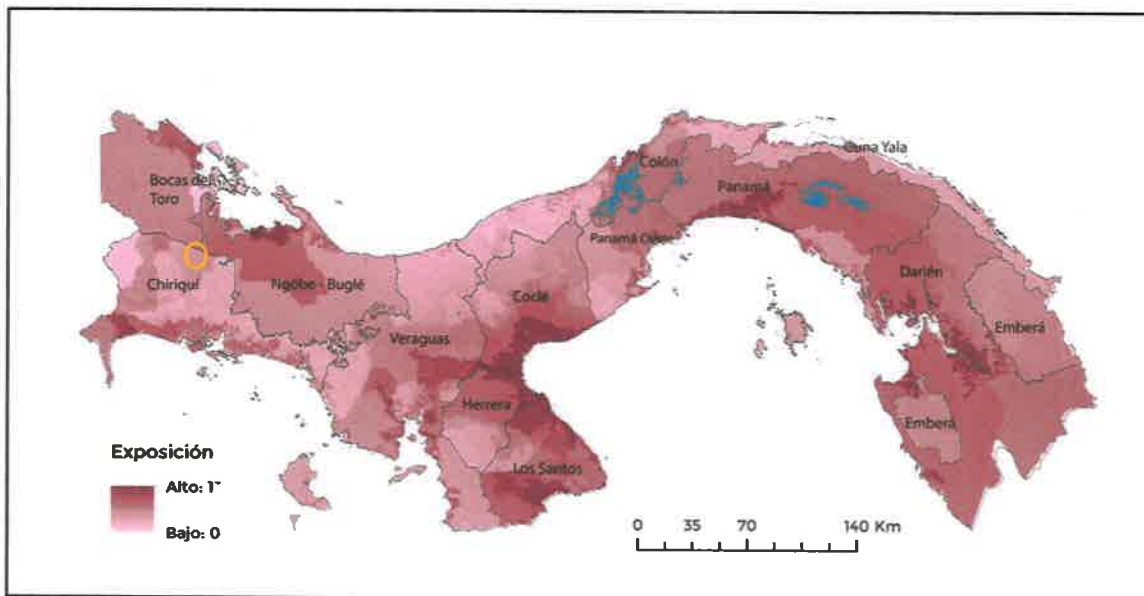 Colón
Guna Yala
Bocas del
Toro
Panamá
Panamá Oeste
Darién
Chiriquí
Ngöbe - Buglé
Coclé
Emberá
Veraguas
Herrera
Emberá
Los Santos
Exposición
Alto: 1*
Bajo: 0
0 35 70 140 Km